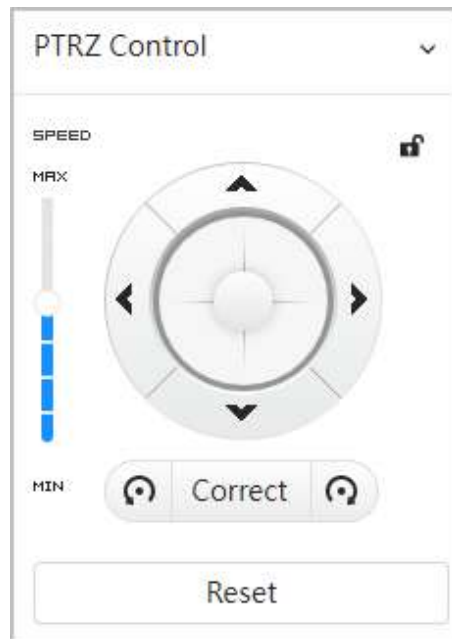 PTRZ Control
SPEED
MAX
MIN
Correct
Reset